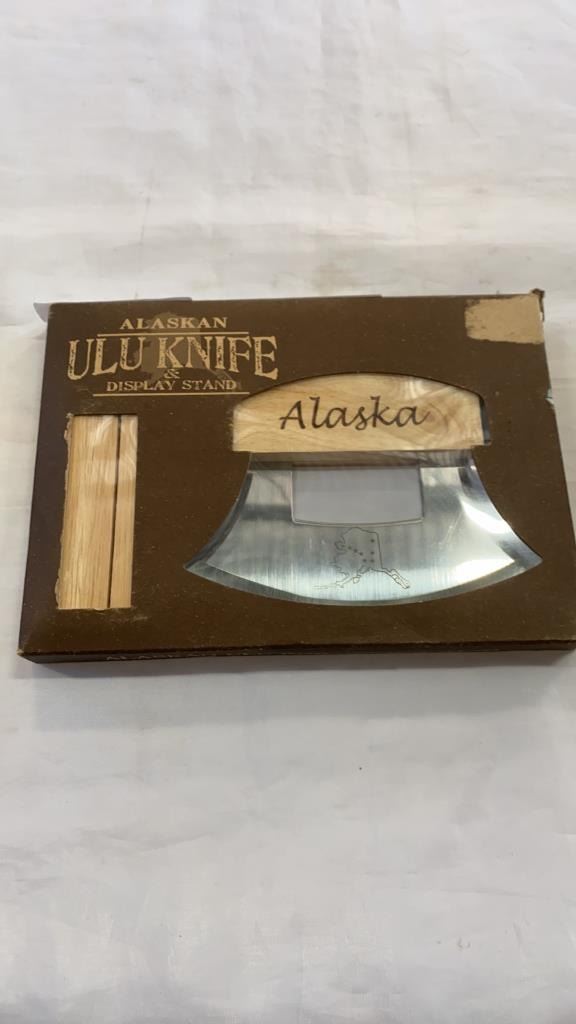 ALASKAN
ULU KNIFE
&
DISPLAY STAND
Alaska